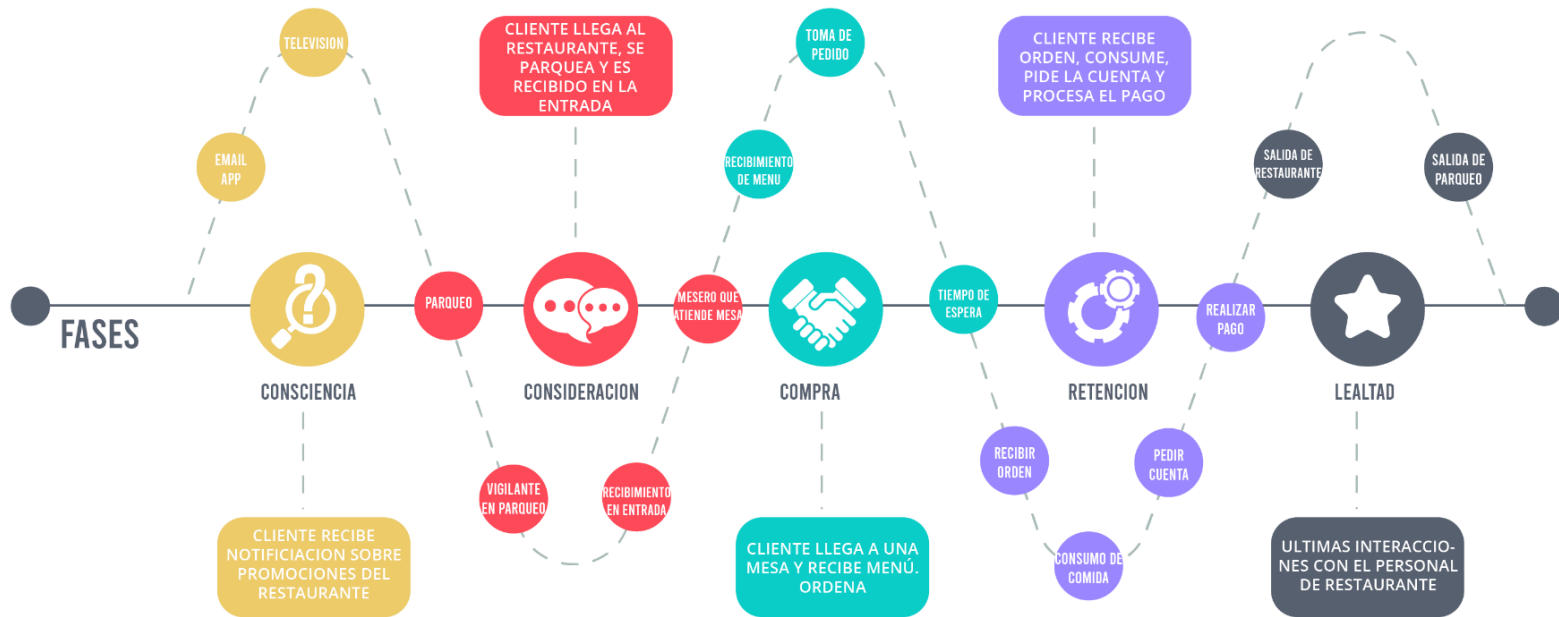 TELEVISION
EMAIL
APP
FASES
CONSCIENCIA
CLIENTE RECIBE
NOTIFICIACION SOBRE
PROMOCIONES DEL
RESTAURANTE
CLIENTE LLEGA AL
RESTAURANTE, SE
PARQUEA Y ES
RECIBIDO EN LA
ENTRADA
PARQUEO
VIGILANTE
EN PARQUEO
CONSIDERACION
RECIBIMIENTO
EN ENTRADA
MESERO QUE
ATIENDE MESA
RECIBIMIENTO
DE MENU
TOMA DE
PEDIDO
COMPRA
CLIENTE LLEGA A UNA
MESA Y RECIBE MENÚ.
ORDENA
TIEMPO DE
ESPERA
CLIENTE RECIBE
ORDEN, CONSUME,
PIDE LA CUENTA Y
PROCESA EL PAGO
RETENCION
RECIBIR
ORDEN
CONSUMO DE
COMIDA
PEDIR
CUENTA
REALIZAR
PAGO
SALIDA DE
RESTAURANTE
SALIDA DE
PARQUEO
LEALTAD
ULTIMAS INTERACCIO-
NES CON EL PERSONAL
DE RESTAURANTE